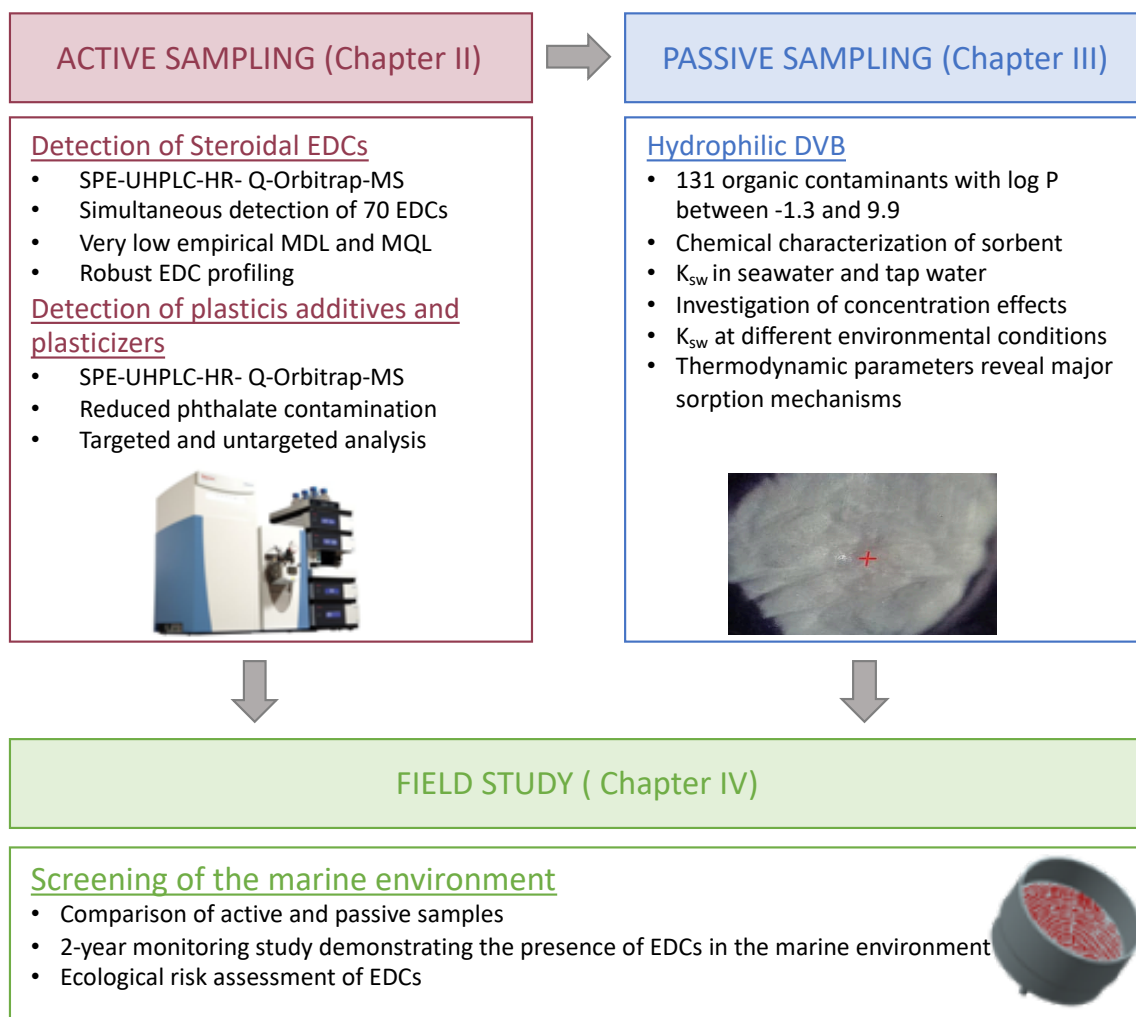 ACTIVE SAMPLING (Chapter II)
PASSIVE SAMPLING (Chapter III)
Detection of Steroidal EDCs
• SPE-UHPLC-HR- Q-Orbitrap-MS
• Simultaneous detection of 70 EDCs
• Very low empirical MDL and MQL
• Robust EDC profiling
Detection of plasticis additives and
plasticizers
• SPE-UHPLC-HR- Q-Orbitrap-MS
• Reduced phthalate contamination
• Targeted and untargeted analysis
Hydrophilic DVB
• 131 organic contaminants with log P
between -1.3 and 9.9
• Chemical characterization of sorbent
• Ksw in seawater and tap water
• Investigation of concentration effects
• Ksw at different environmental conditions
• Thermodynamic parameters reveal major
sorption mechanisms
FIELD STUDY ( Chapter IV)
Screening of the marine environment
• Comparison of active and passive samples
• 2-year monitoring study demonstrating the presence of EDCs in the marine environment
• Ecological risk assessment of EDCs